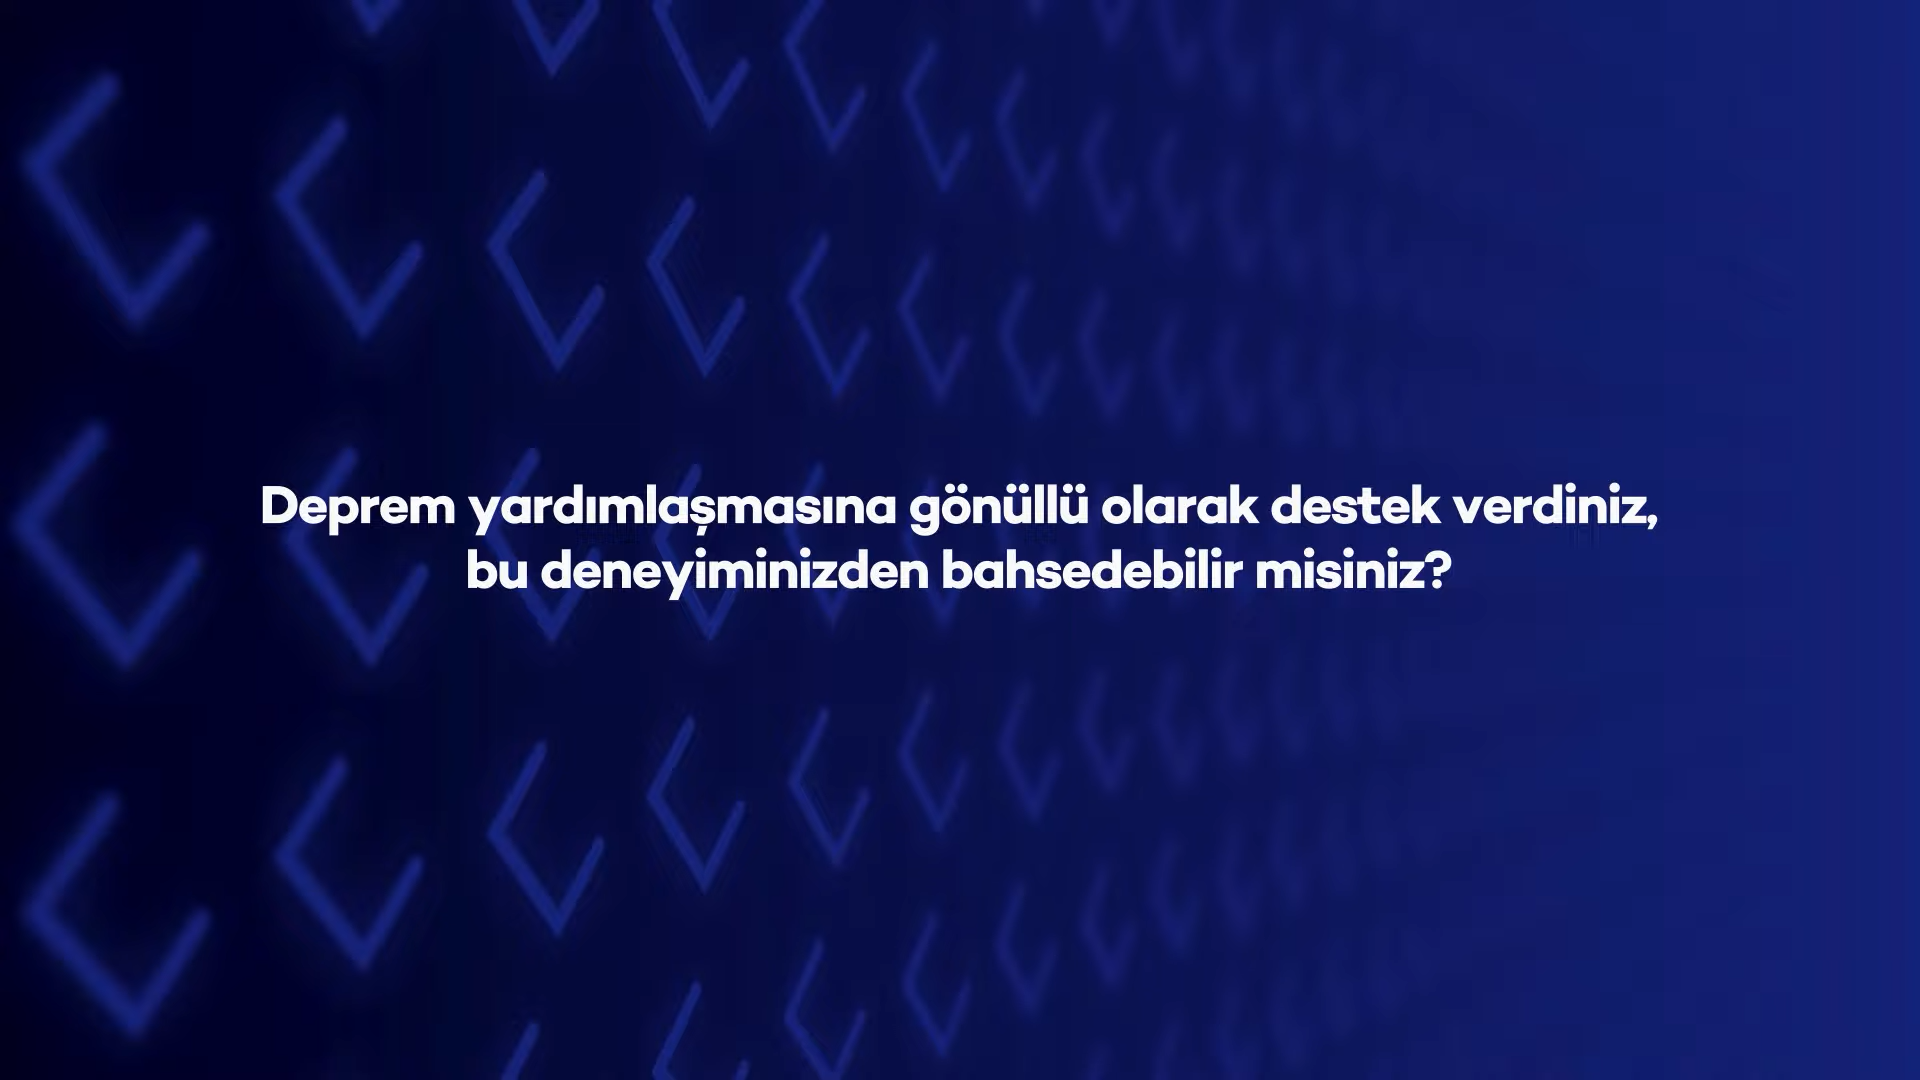 Deprem yardımlaşmasına gönüllü olarak destek verdiniz,
bu deneyiminizden bahsedebilir misiniz?